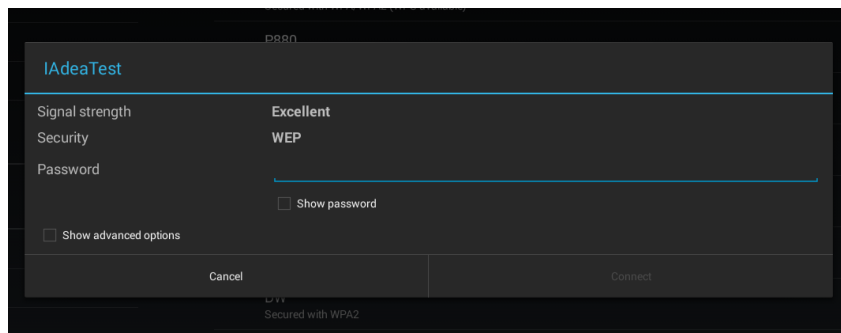 P880
IAdeaTest
Signal strength Excellent
Security WEP
Password
Show password
Show advanced options
Cancel Connect
DW
Secured with WPA2